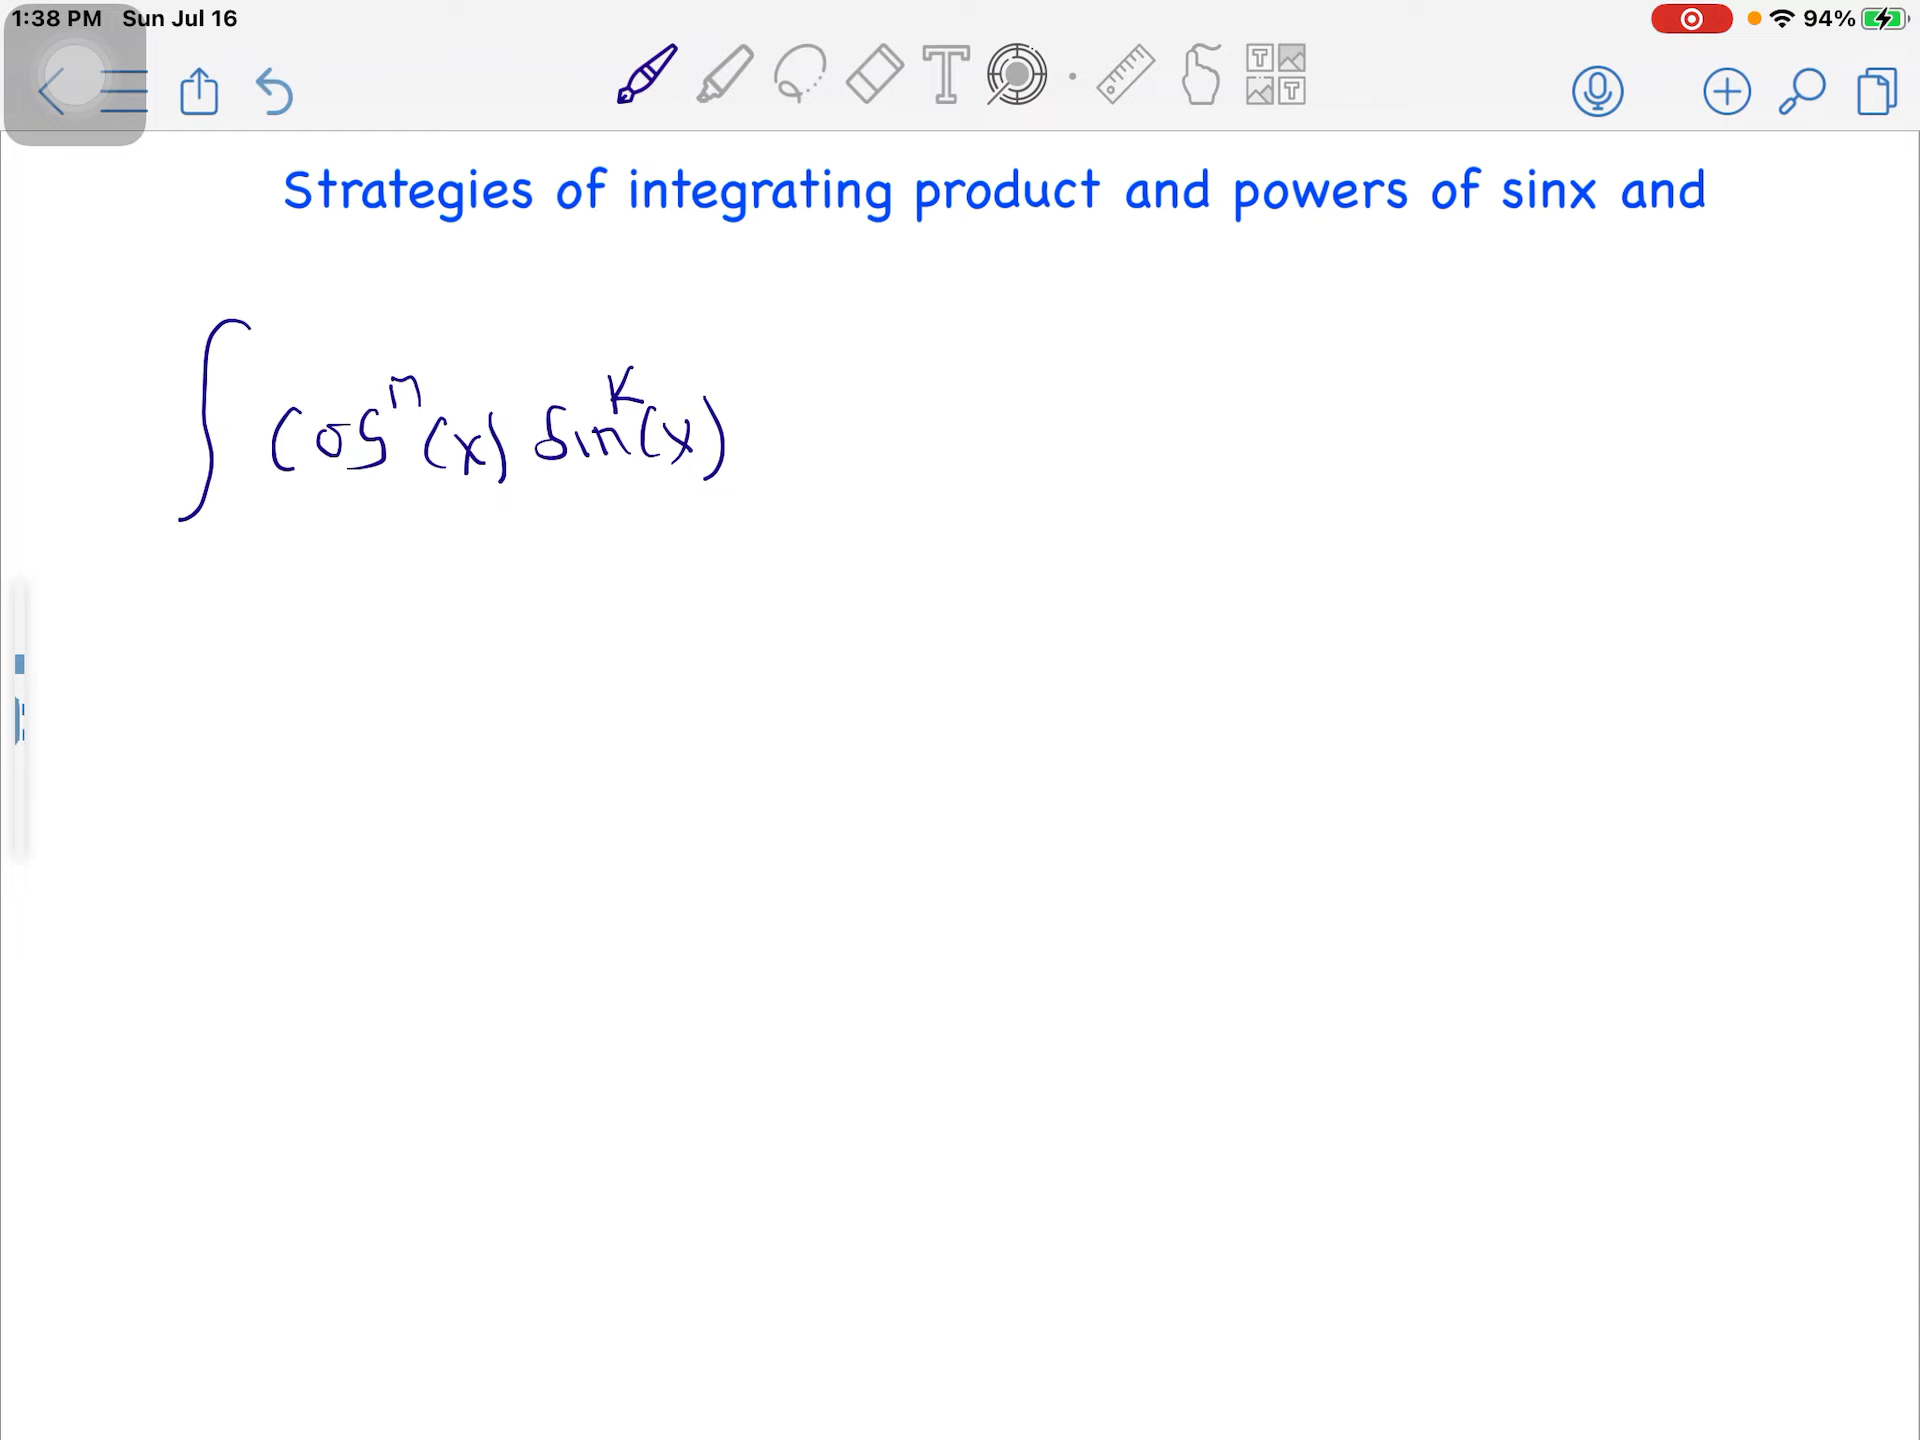 1:38 PM Sun Jul 16 94%
Strategies of integrating product and powers of sinx and
∫ cosⁿ(x) sinᴷ(x)